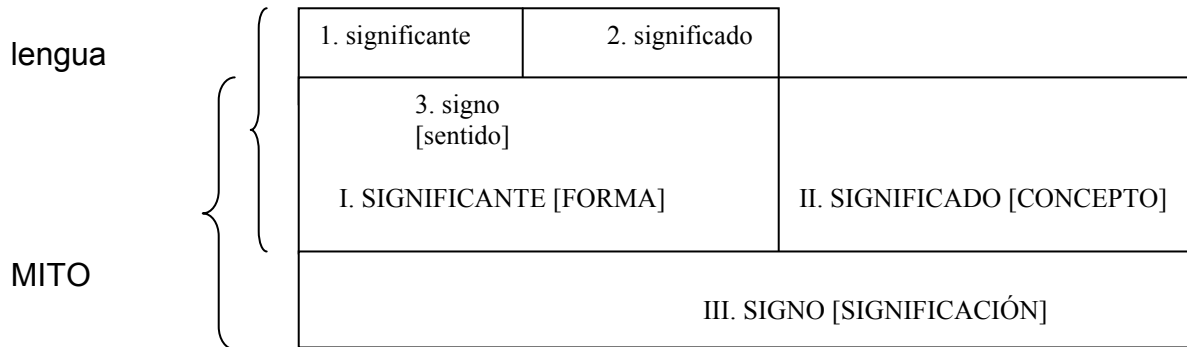 lengua
1. significante
2. significado
3. signo
[sentido]
I. SIGNIFICANTE [FORMA]
II. SIGNIFICADO [CONCEPTO]
MITO
III. SIGNO [SIGNIFICACIÓN]